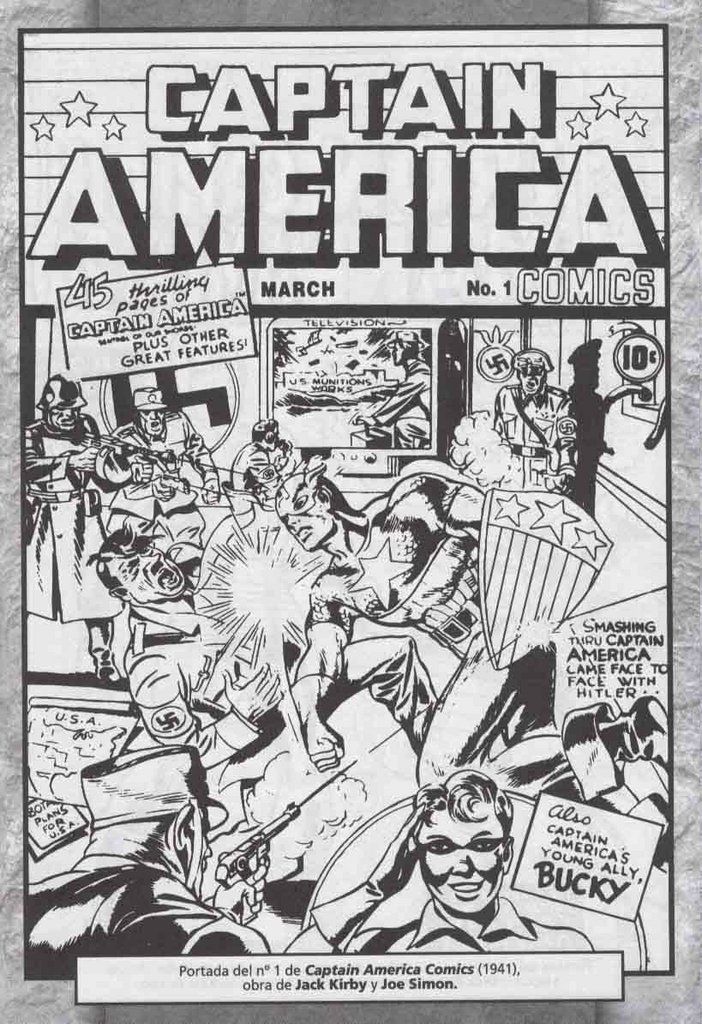 CAPTAIN
AMERICA
MARCH
No. 1 COMICS
45 thrilling
pages of
CAPTAIN AMERICA™
PLUS OTHER
GREAT FEATURES!
TELEVISION
U.S. MUNITIONS
WORKS
10¢
SMASHING
THRU CAPTAIN
AMERICA
CAME FACE TO
FACE WITH
HITLER..
U.S.A.
PLANS
FOR
U.S.A.
Also
CAPTAIN
AMERICA'S
YOUNG ALLY,
BUCKY
Portada del nº 1 de Captain America Comics (1941),
obra de Jack Kirby y Joe Simon.